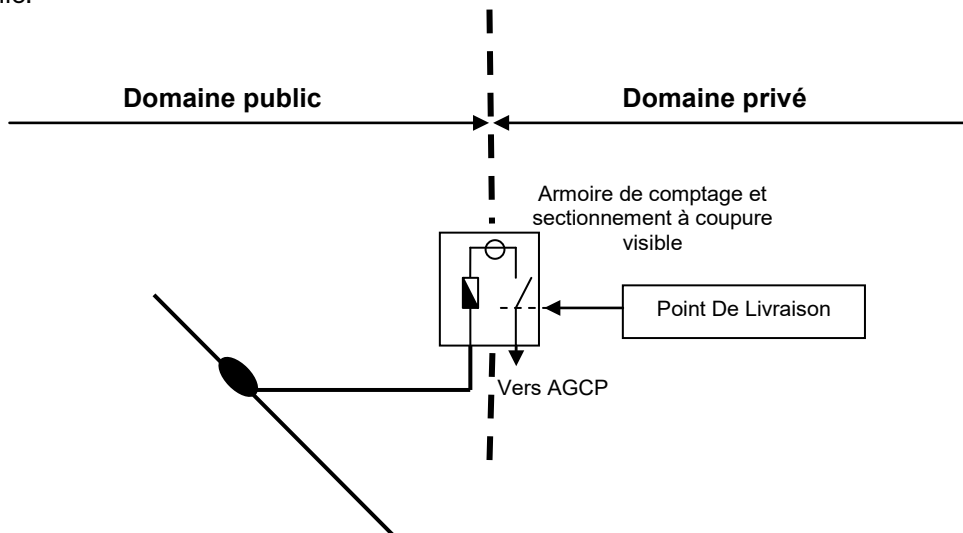 Domaine public
Domaine privé
Armoire de comptage et
sectionnement à coupure
visible
Point De Livraison
Vers AGCP